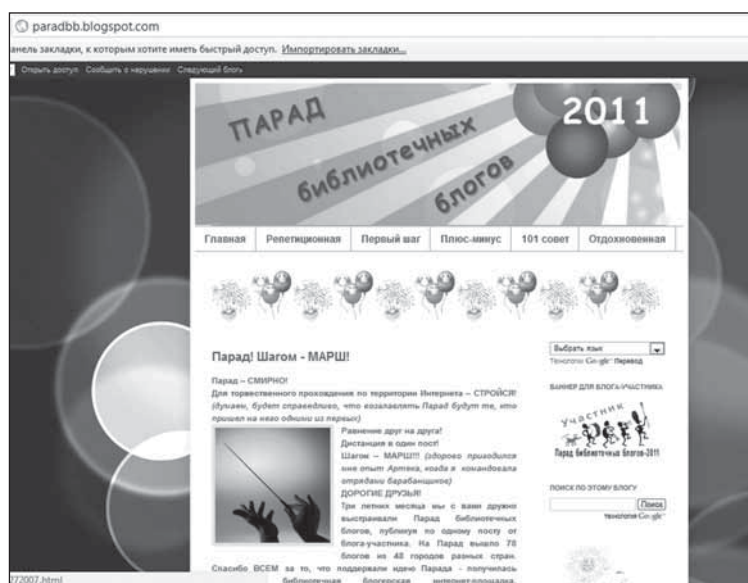 paradbb.blogspot.com
анель закладки, к которым хотите иметь быстрый доступ. Импортировать закладки...
Открыть доступ Сообщить о нарушении Следующий блог»
ПАРАД
библиотечных
блогов
2011
Главная Репетиционная Первый шаг Плюс-минус 101 совет Отдохновенная
Парад! Шагом - МАРШ!
Парад – СМИРНО!
Для торжественного прохождения по территории Интернета – СТРОЙСЯ!
(думаем, будет справедливо, что возглавлять Парад будут те, кто
пришел на него одними из первых)
Равнение друг на друга!
Дистанция в один пост!
Шагом – МАРШ!!! (здорово пригодился
мне опыт Артека, когда я командовала
отрядами барабанщиков)
ДОРОГИЕ ДРУЗЬЯ!
Три летних месяца мы с вами дружно
выстраивали Парад библиотечных
блогов, публикуя по одному посту от
блога-участника. На Парад вышло 78
блогов из 48 городов разных стран.
Спасибо ВСЕМ за то, что поддержали идею Парада - получилась
библиотечная блогерская интернет-площадка,
Выбрать язык
Технологии Google Переводчик
БАННЕР ДЛЯ БЛОГА-УЧАСТНИКА
Участник
Парад библиотечных блогов-2011
ПОИСК ПО ЭТОМУ БЛОГУ
Поиск
технология Google
272007.html